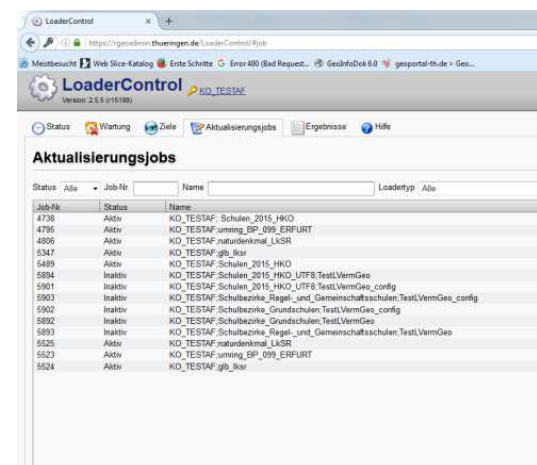 LoaderControl × +
https://rgeoadmin.thueringen.de/LoaderControl/#job
Meistbesucht Web Slice-Katalog Erste Schritte G Error 400 (Bad Request... GeoInfoDok 6.0 geoportal-th.de > Geo...
LoaderControl KO_TESTAF
Version: 2.5.5 (r15198)
Status Wartung Ziele Aktualisierungsjobs Ergebnisse Hilfe
Aktualisierungsjobs
Status Alle Job-Nr. Name Loadertyp Alle
Job-Nr. Status Name
4738 Aktiv KO_TESTAF; Schulen_2015_HKO
4795 Aktiv KO_TESTAF;umring_BP_099_ERFURT
4806 Aktiv KO_TESTAF;naturdenkmal_LkSR
5347 Aktiv KO_TESTAF;glb_lksr
5489 Aktiv KO_TESTAF;Schulen_2015_HKO
5894 Inaktiv KO_TESTAF;Schulen_2015_HKO_UTF8;TestLVermGeo
5901 Inaktiv KO_TESTAF;Schulen_2015_HKO_UTF8;TestLVermGeo_config
5903 Inaktiv KO_TESTAF;Schulbezirke_Regel-_und_Gemeinschaftsschulen;TestLVermGeo_config
5902 Inaktiv KO_TESTAF;Schulbezirke_Grundschulen;TestLVermGeo_config
5892 Inaktiv KO_TESTAF;Schulbezirke_Grundschulen;TestLVermGeo
5893 Inaktiv KO_TESTAF;Schulbezirke_Regel-_und_Gemeinschaftsschulen;TestLVermGeo
5525 Aktiv KO_TESTAF;naturdenkmal_LkSR
5523 Aktiv KO_TESTAF;umring_BP_099_ERFURT
5524 Aktiv KO_TESTAF;glb_lksr